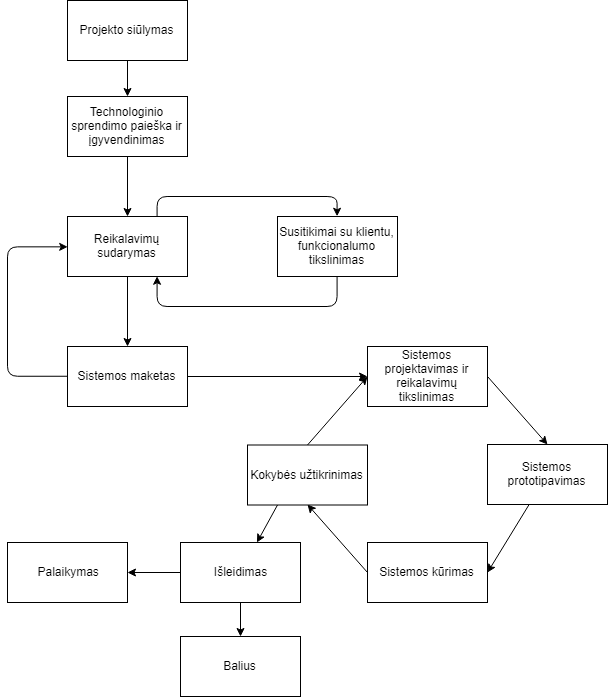 Projekto siūlymas
Technologinio
sprendimo paieška ir
įgyvendinimas
Reikalavimų
sudarymas
Susitikimai su klientu,
funkcionalumo
tikslinimas
Sistemos maketas
Sistemos
projektavimas ir
reikalavimų
tikslinimas
Kokybės užtikrinimas
Sistemos
prototipavimas
Palaikymas
Išleidimas
Sistemos kūrimas
Balius